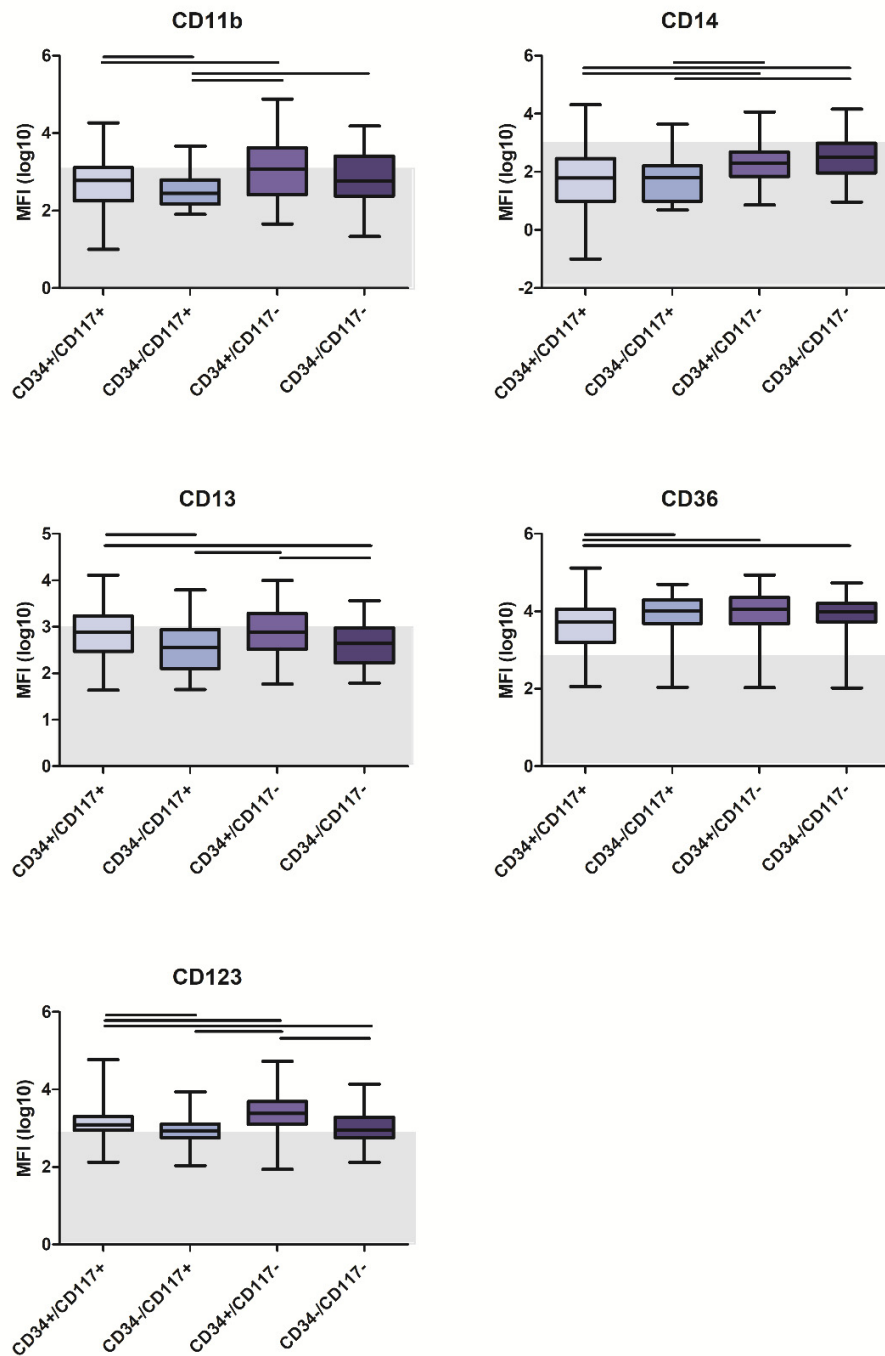 CD11b
6
4
2
0
MFI (log10)
CD34+/CD117+
CD34-/CD117+
CD34+/CD117-
CD34-/CD117-
CD14
6
4
2
0
-2
MFI (log10)
CD34+/CD117+
CD34-/CD117+
CD34+/CD117-
CD34-/CD117-
CD13
5
4
3
2
1
0
MFI (log10)
CD34+/CD117+
CD34-/CD117+
CD34+/CD117-
CD34-/CD117-
CD36
6
4
2
0
MFI (log10)
CD34+/CD117+
CD34-/CD117+
CD34+/CD117-
CD34-/CD117-
CD123
6
4
2
0
MFI (log10)
CD34+/CD117+
CD34-/CD117+
CD34+/CD117-
CD34-/CD117-